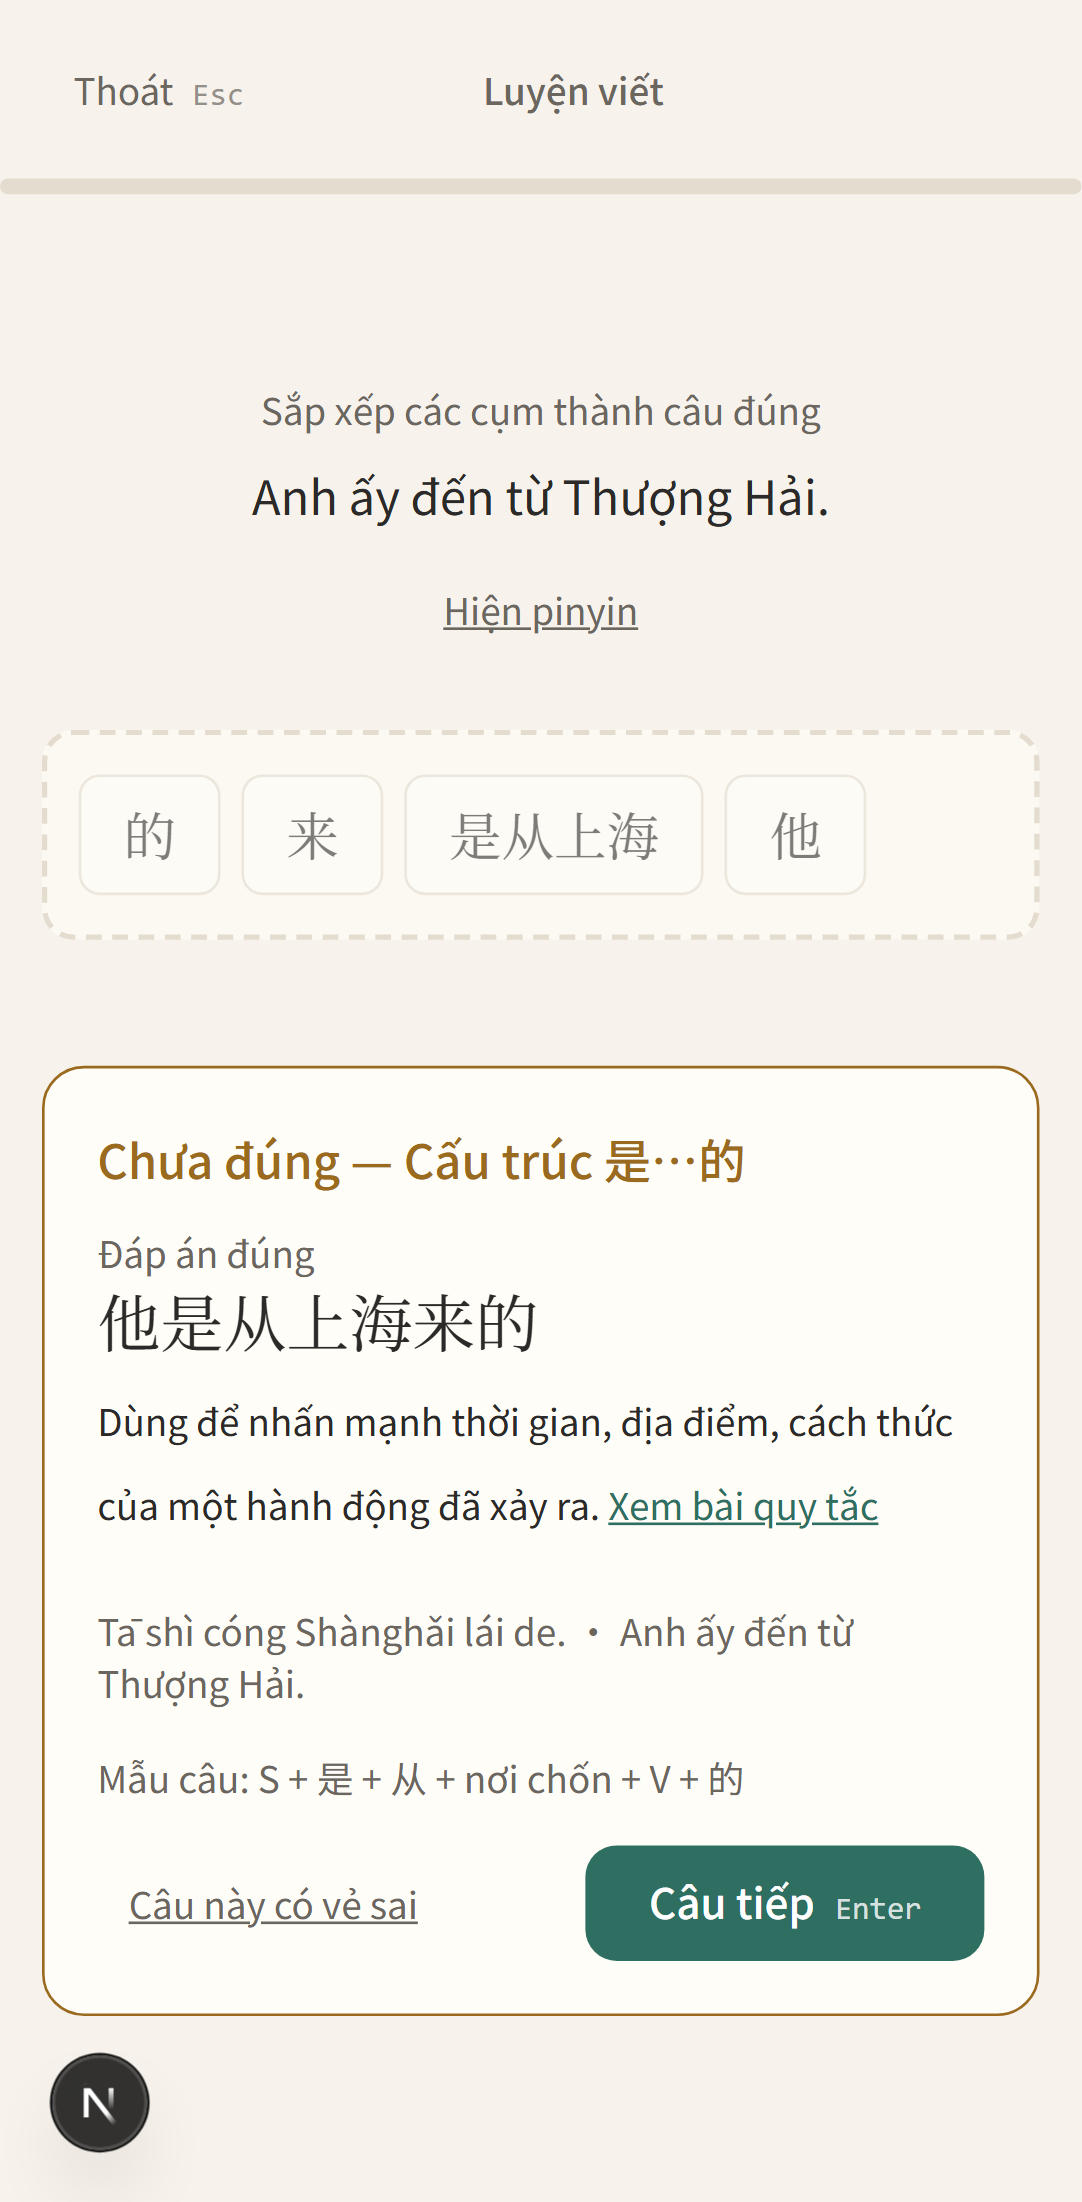 Thoát Esc
Luyện viết
Sắp xếp các cụm thành câu đúng
Anh ấy đến từ Thượng Hải.
Hiện pinyin
的 来 是从上海 他
Chưa đúng — Cấu trúc 是…的
Đáp án đúng
他是从上海来的
Dùng để nhấn mạnh thời gian, địa điểm, cách thức
của một hành động đã xảy ra. Xem bài quy tắc
Tā shì cóng Shànghǎi lái de. • Anh ấy đến từ
Thượng Hải.
Mẫu câu: S + 是 + 从 + nơi chốn + V + 的
Câu này có vẻ sai
Câu tiếp Enter
N